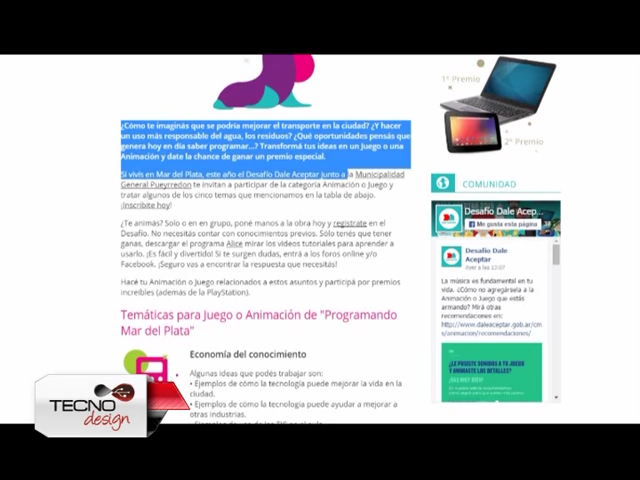 ¿Cómo te imaginás que se podría mejorar el transporte en la ciudad? ¿Y hacer
un uso más responsable del agua, los residuos? ¿Qué oportunidades pensás que
genera hoy en día saber programar...? Transformá tus ideas en un Juego o una
Animación y date la chance de ganar un premio especial.
Si vivís en Mar del Plata, este año el Desafío Dale Aceptar junto a la Municipalidad
General Pueyrredon te invitan a participar de la categoría Animación o Juego y
tratar algunos de los cinco temas que mencionamos en la tabla de abajo.
¡Inscribite hoy!
¿Te animás? Solo o en en grupo, poné manos a la obra hoy y registrate en el
Desafío. No necesitás contar con conocimientos previos. Sólo tenés que tener
ganas, descargar el programa Alice mirar los videos tutoriales para aprender a
usarlo. ¡Es fácil y divertido! Si te surgen dudas, entrá a los foros online y/o
Facebook. ¡Seguro vas a encontrar la respuesta que necesitás!
Hacé tu Animación o Juego relacionados a estos asuntos y participá por premios
increíbles (además de la PlayStation).
Temáticas para Juego o Animación de "Programando
Mar del Plata"
Economía del conocimiento
Algunas ideas que podés trabajar son:
• Ejemplos de cómo la tecnología puede mejorar la vida en la
ciudad.
• Ejemplos de cómo la tecnología puede ayudar a mejorar a
otras industrias.
1º Premio
2º Premio
COMUNIDAD
Desafío Dale Acep...
Me gusta esta página
Desafío Dale
Aceptar
Ayer a las 12:07
La música es fundamental en tu
vida. ¿Cómo no agregársela a la
Animación o Juego que estás
armando? Mirá otras
recomendaciones en:
http://www.daleaceptar.gob.ar/cm
s/animacion/recomendaciones/
¿LE PUSISTE SONIDOS A TU JUEGO
Y ANIMASTE LOS DETALLES?
TECNO
design